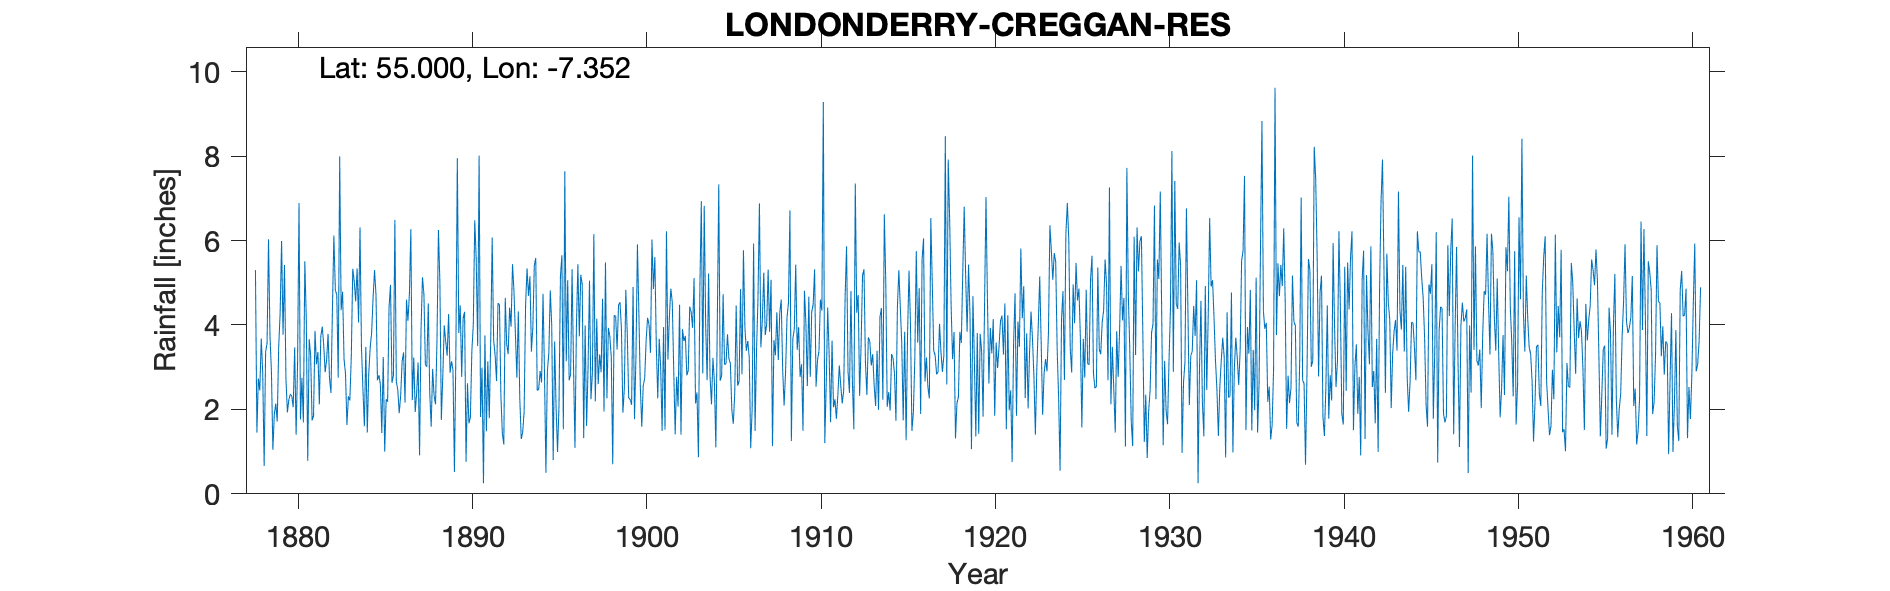 LONDONDERRY-CREGGAN-RES
Lat: 55.000, Lon: -7.352
Rainfall [inches]
10
8
6
4
2
0
1880 1890 1900 1910 1920 1930 1940 1950 1960
Year